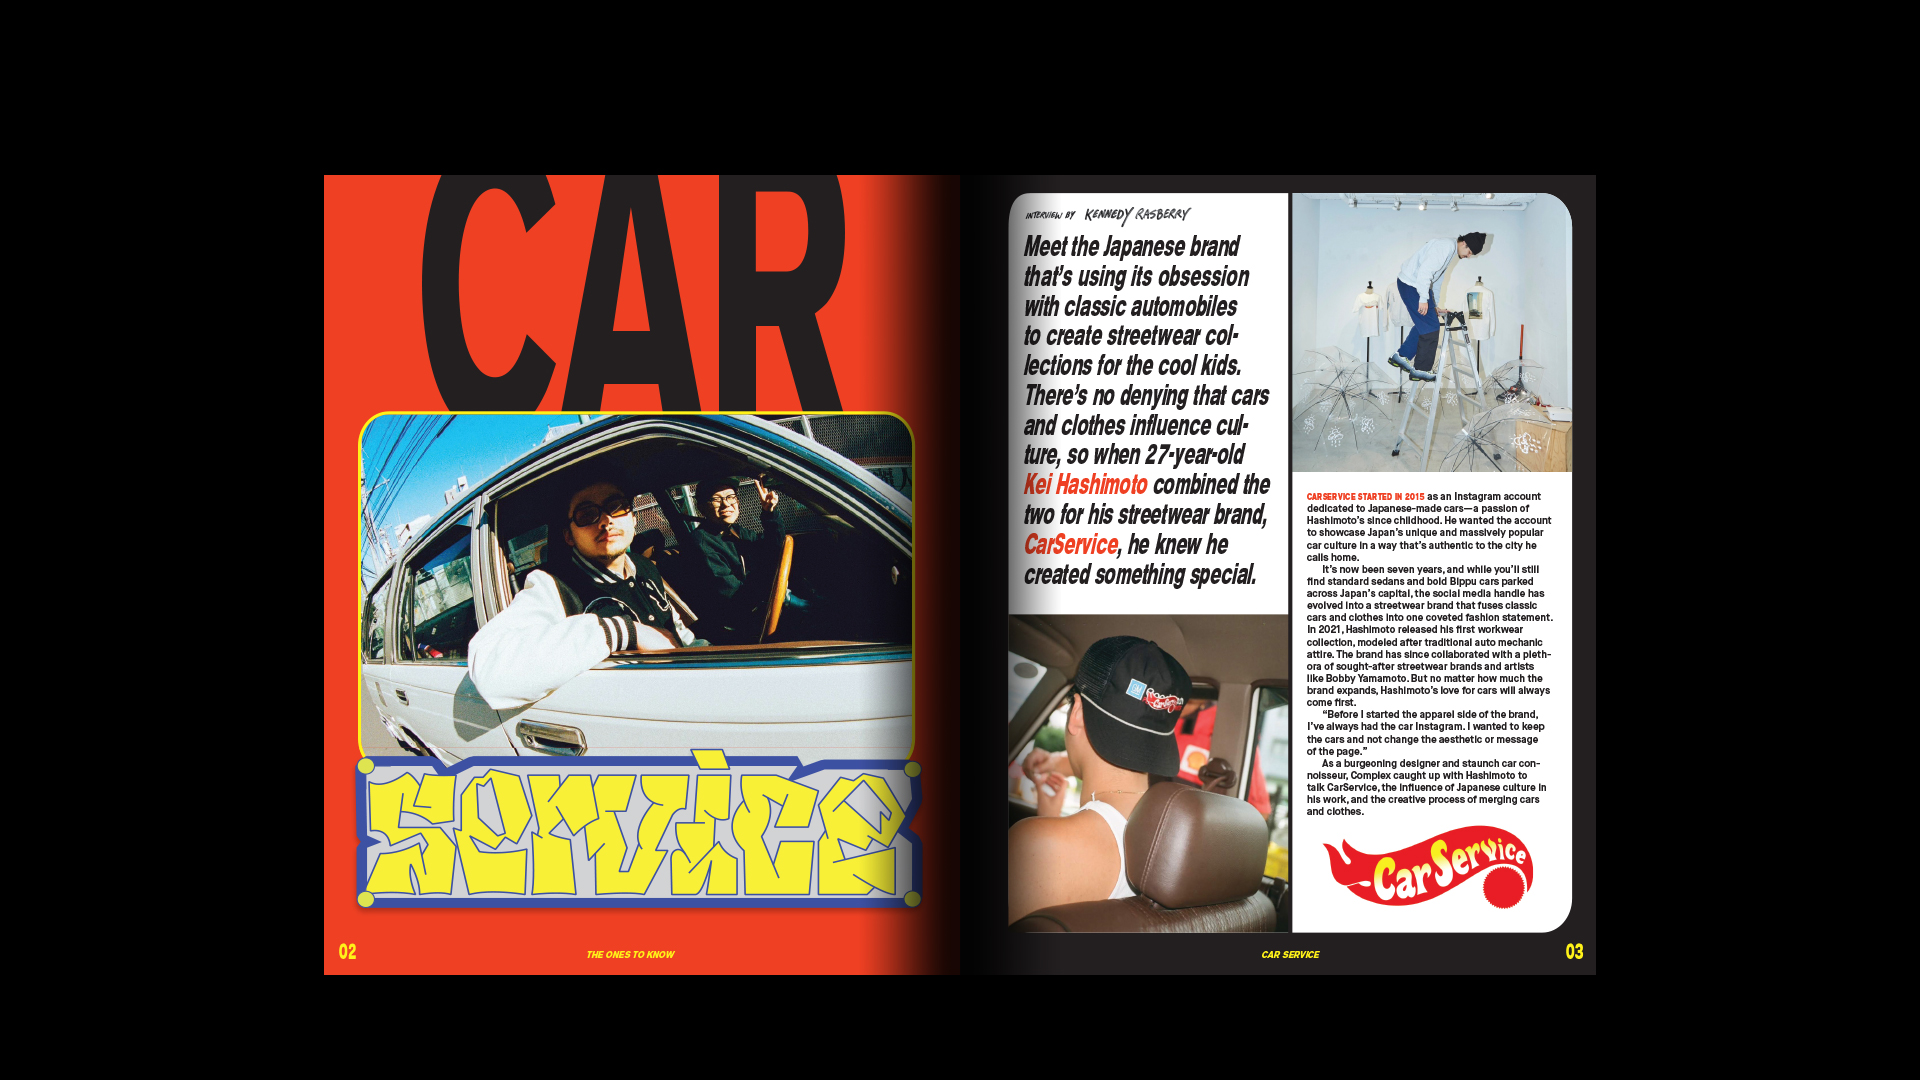 CAR
service
02
THE ONES TO KNOW
INTERVIEW BY KENNEDY RASBERRY
Meet the Japanese brand
that's using its obsession
with classic automobiles
to create streetwear col-
lections for the cool kids.
There's no denying that cars
and clothes influence cul-
ture, so when 27-year-old
Kei Hashimoto combined the
two for his streetwear brand,
CarService, he knew he
created something special.
GM
CarService
CARSERVICE STARTED IN 2015 as an Instagram account
dedicated to Japanese-made cars—a passion of
Hashimoto's since childhood. He wanted the account
to showcase Japan's unique and massively popular
car culture in a way that's authentic to the city he
calls home.
It's now been seven years, and while you'll still
find standard sedans and bold Bippu cars parked
across Japan's capital, the social media handle has
evolved into a streetwear brand that fuses classic
cars and clothes into one coveted fashion statement.
In 2021, Hashimoto released his first workwear
collection, modeled after traditional auto mechanic
attire. The brand has since collaborated with a pleth-
ora of sought-after streetwear brands and artists
like Bobby Yamamoto. But no matter how much the
brand expands, Hashimoto's love for cars will always
come first.
“Before I started the apparel side of the brand,
I've always had the car Instagram. I wanted to keep
the cars and not change the aesthetic or message
of the page.”
As a burgeoning designer and staunch car con-
noisseur, Complex caught up with Hashimoto to
talk CarService, the influence of Japanese culture in
his work, and the creative process of merging cars
and clothes.
CarService
CAR SERVICE
03